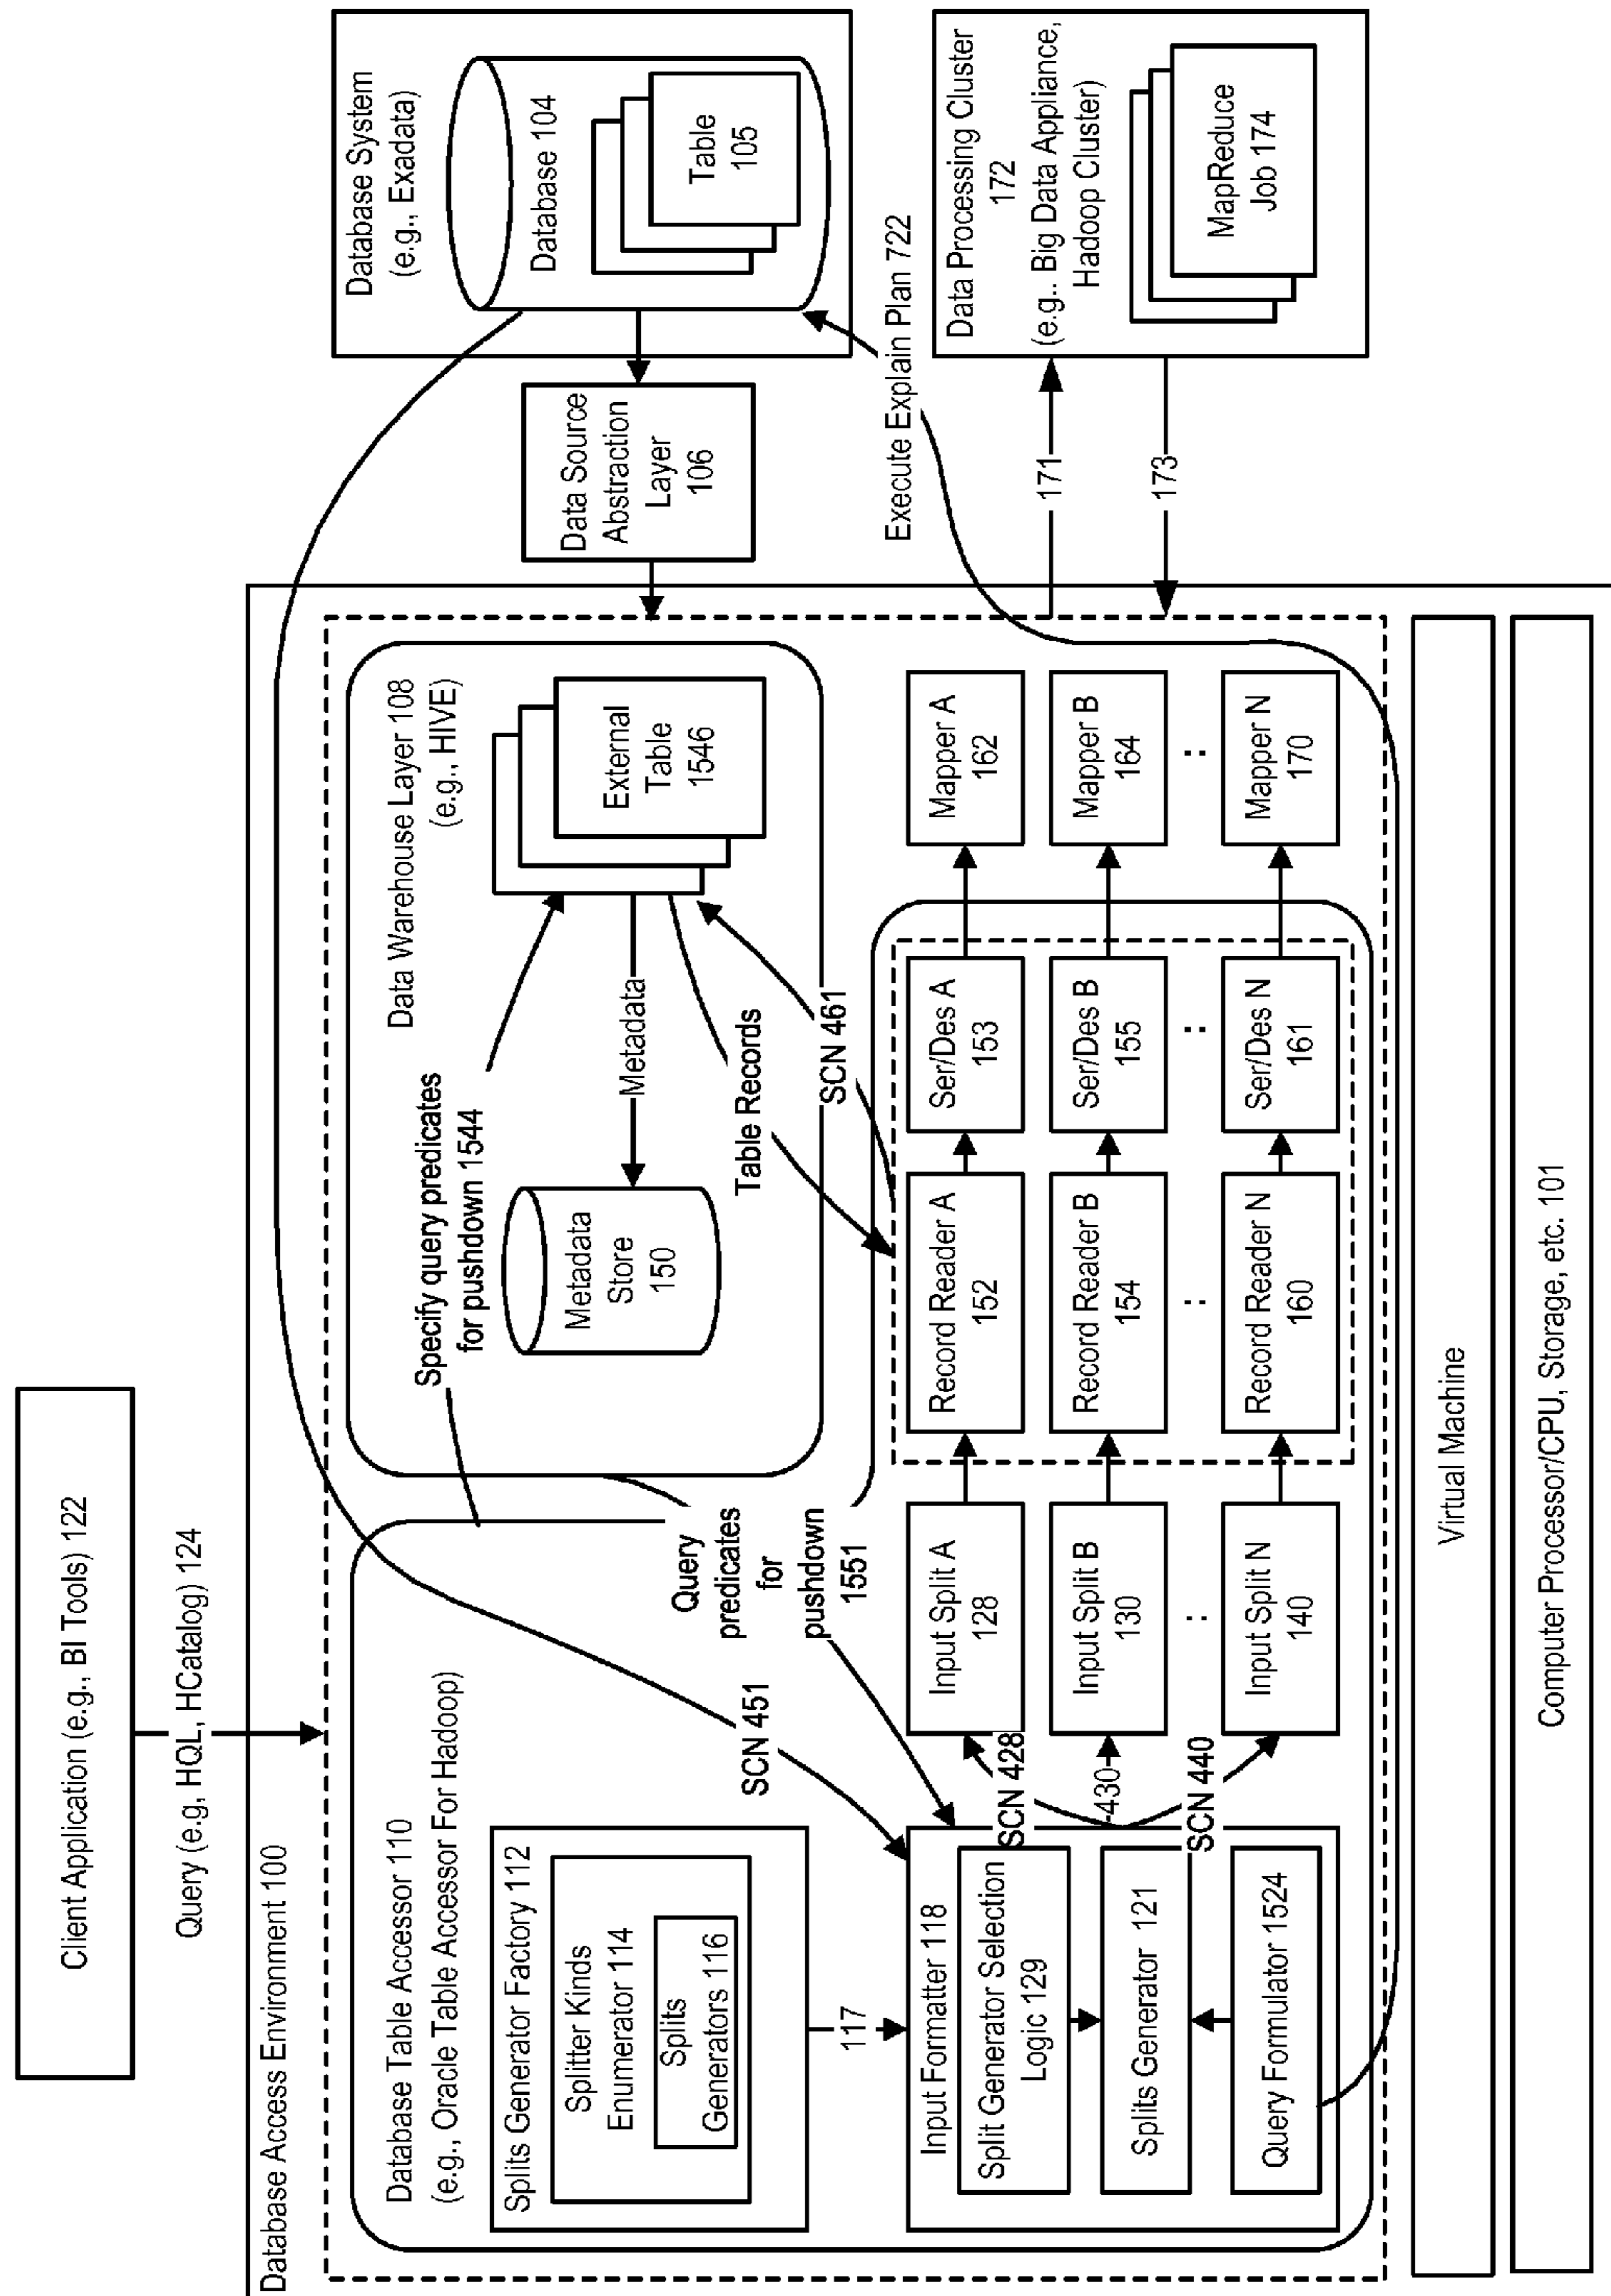 Client Application (e.g., BI Tools) 122
Query (e.g, HQL, HCatalog) 124
Database Access Environment 100
Database Table Accessor 110
(e.g., Oracle Table Accessor For Hadoop)
Splits Generator Factory 112
Splitter Kinds
Enumerator 114
Splits
Generators 116
117
Input Formatter 118
Split Generator Selection
Logic 129
Splits Generator 121
Query Formulator 1524
SCN 451
SCN 428
430
SCN 440
Query
predicates
for
pushdown
1551
Input Split A
128
Input Split B
130
:
Input Split N
140
Specify query predicates
for pushdown 1544
Data Warehouse Layer 108
(e.g., HIVE)
Metadata
Store
150
Metadata
External
Table
1546
Table Records
SCN 461
Record Reader A
152
Record Reader B
154
:
Record Reader N
160
Ser/Des A
153
Ser/Des B
155
:
Ser/Des N
161
Mapper A
162
Mapper B
164
:
Mapper N
170
Data Source
Abstraction
Layer
106
Database System
(e.g., Exadata)
Database 104
Table
105
Execute Explain Plan 722
171
173
Data Processing Cluster
172
(e.g.. Big Data Appliance,
Hadoop Cluster)
MapReduce
Job 174
Virtual Machine
Computer Processor/CPU, Storage, etc. 101